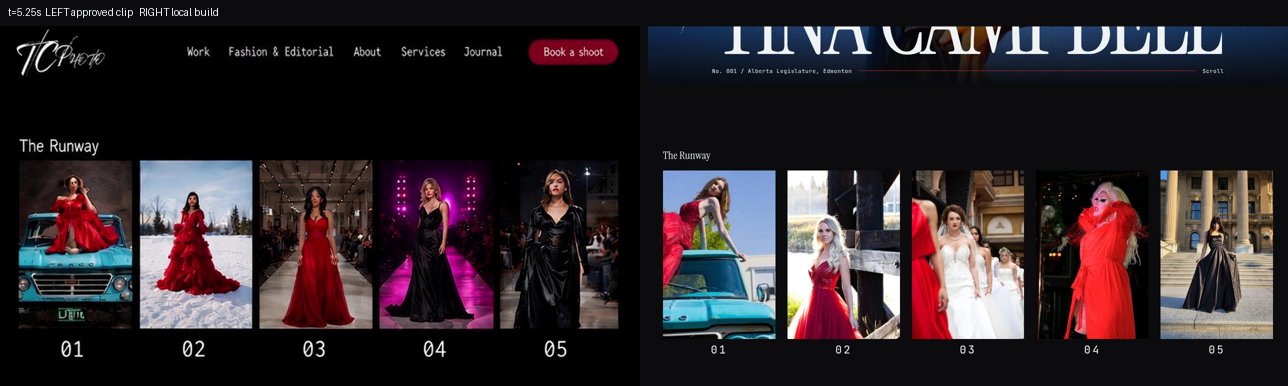 t=5.25s LEFT approved clip RIGHT local build
TCPhoto
Work Fashion & Editorial About Services Journal Book a shoot
The Runway
01 02 03 04 05
TINA CAMPBELL
No. 001 / Alberta Legislature, Edmonton
Scroll
The Runway
01 02 03 04 05